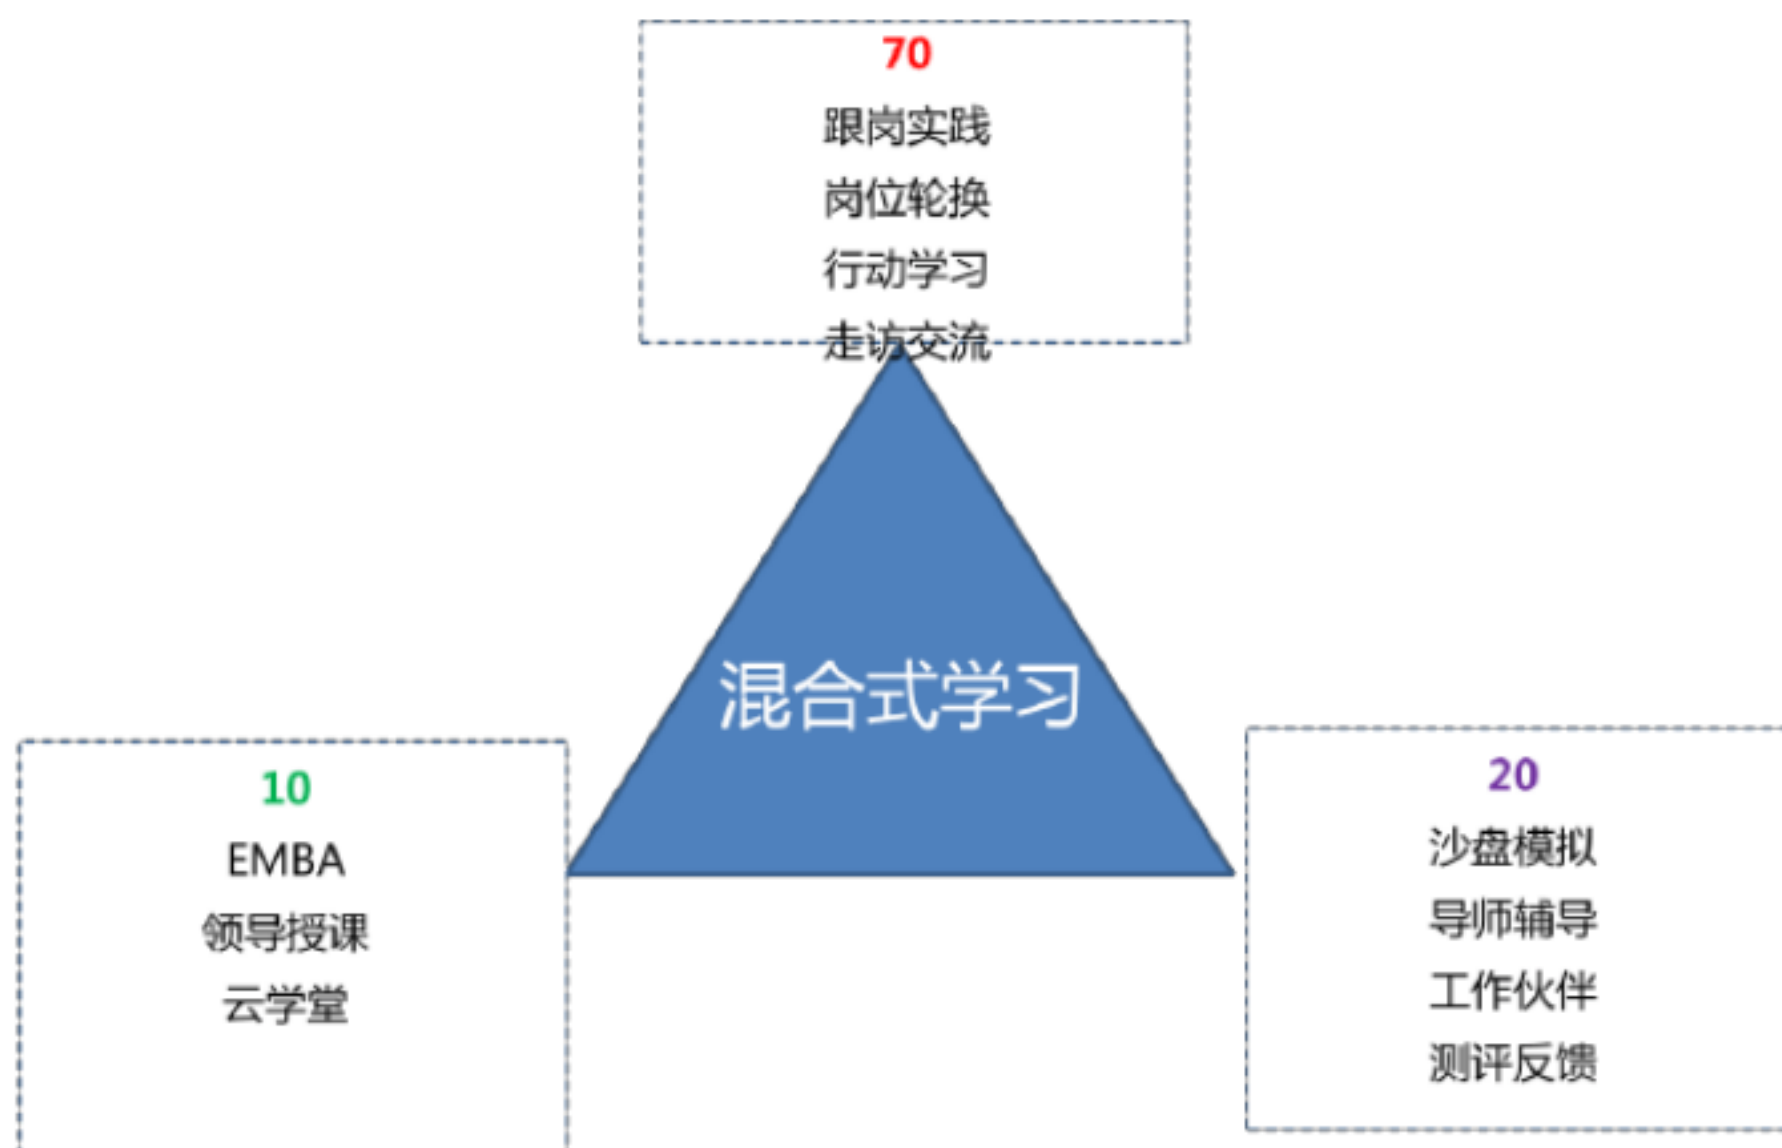 70
跟岗实践
岗位轮换
行动学习
走访交流
混合式学习
10
EMBA
领导授课
云学堂
20
沙盘模拟
导师辅导
工作伙伴
测评反馈